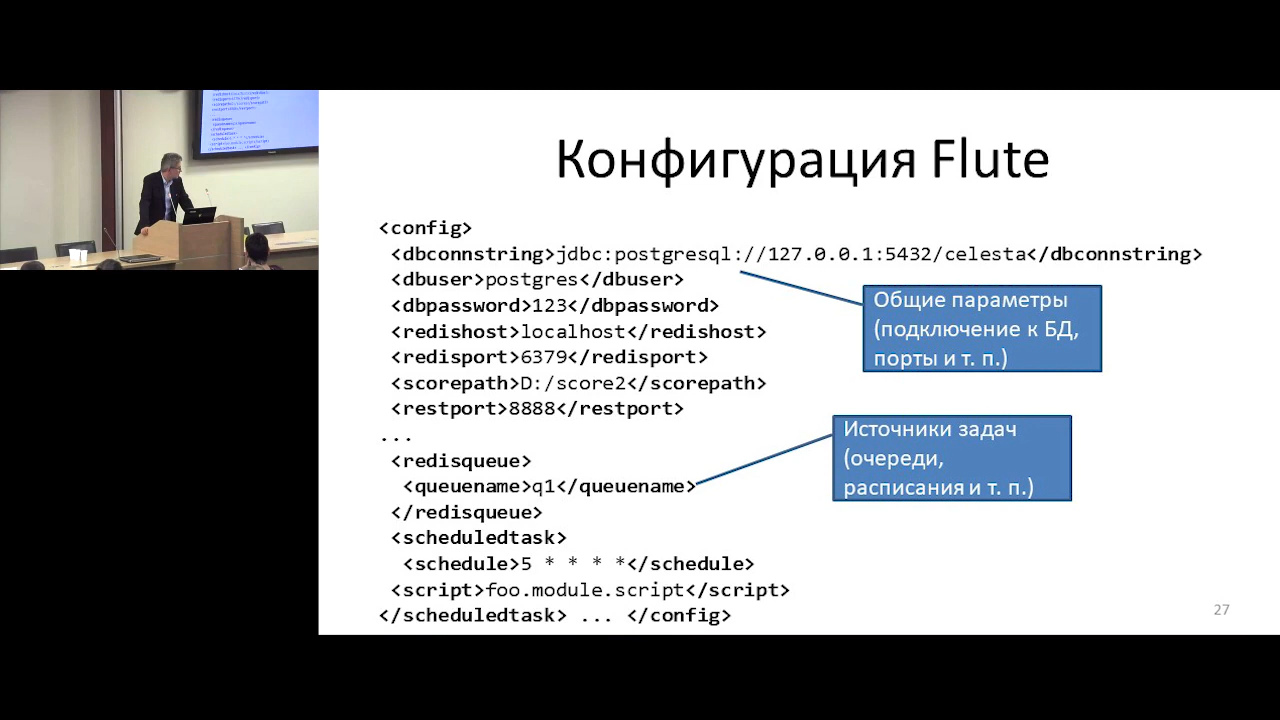 Конфигурация Flute
<config>
<dbconnstring>jdbc:postgresql://127.0.0.1:5432/celesta</dbconnstring>
<dbuser>postgres</dbuser>
<dbpassword>123</dbpassword>
<redishost>localhost</redishost>
<redisport>6379</redisport>
<scorepath>D:/score2</scorepath>
<restport>8888</restport>
...
<redisqueue>
<queuename>q1</queuename>
</redisqueue>
<scheduledtask>
<schedule>5 * * * *</schedule>
<script>foo.module.script</script>
</scheduledtask> ... </config>
Общие параметры
(подключение к БД,
порты и т. п.)
Источники задач
(очереди,
расписания и т. п.)
27